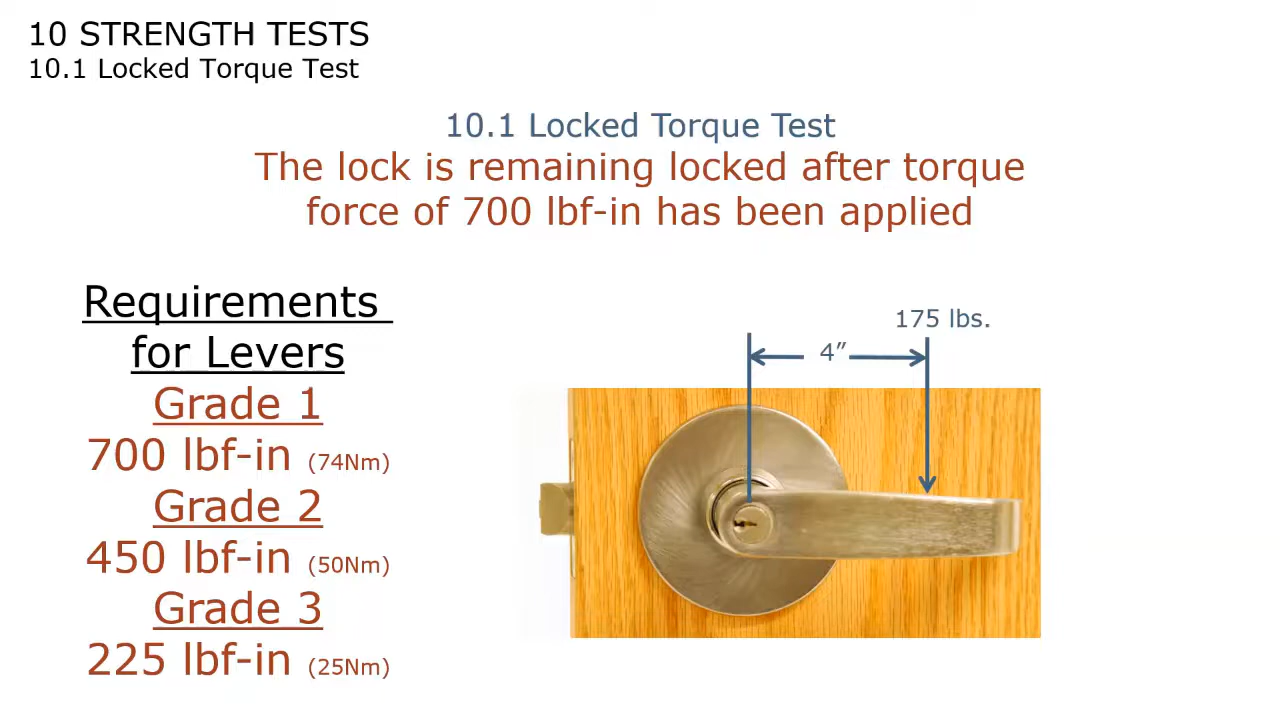 10 STRENGTH TESTS
10.1 Locked Torque Test
10.1 Locked Torque Test
The lock is remaining locked after torque
force of 700 lbf-in has been applied
Requirements
for Levers
Grade 1
700 lbf-in (74Nm)
Grade 2
450 lbf-in (50Nm)
Grade 3
225 lbf-in (25Nm)
175 lbs.
4”